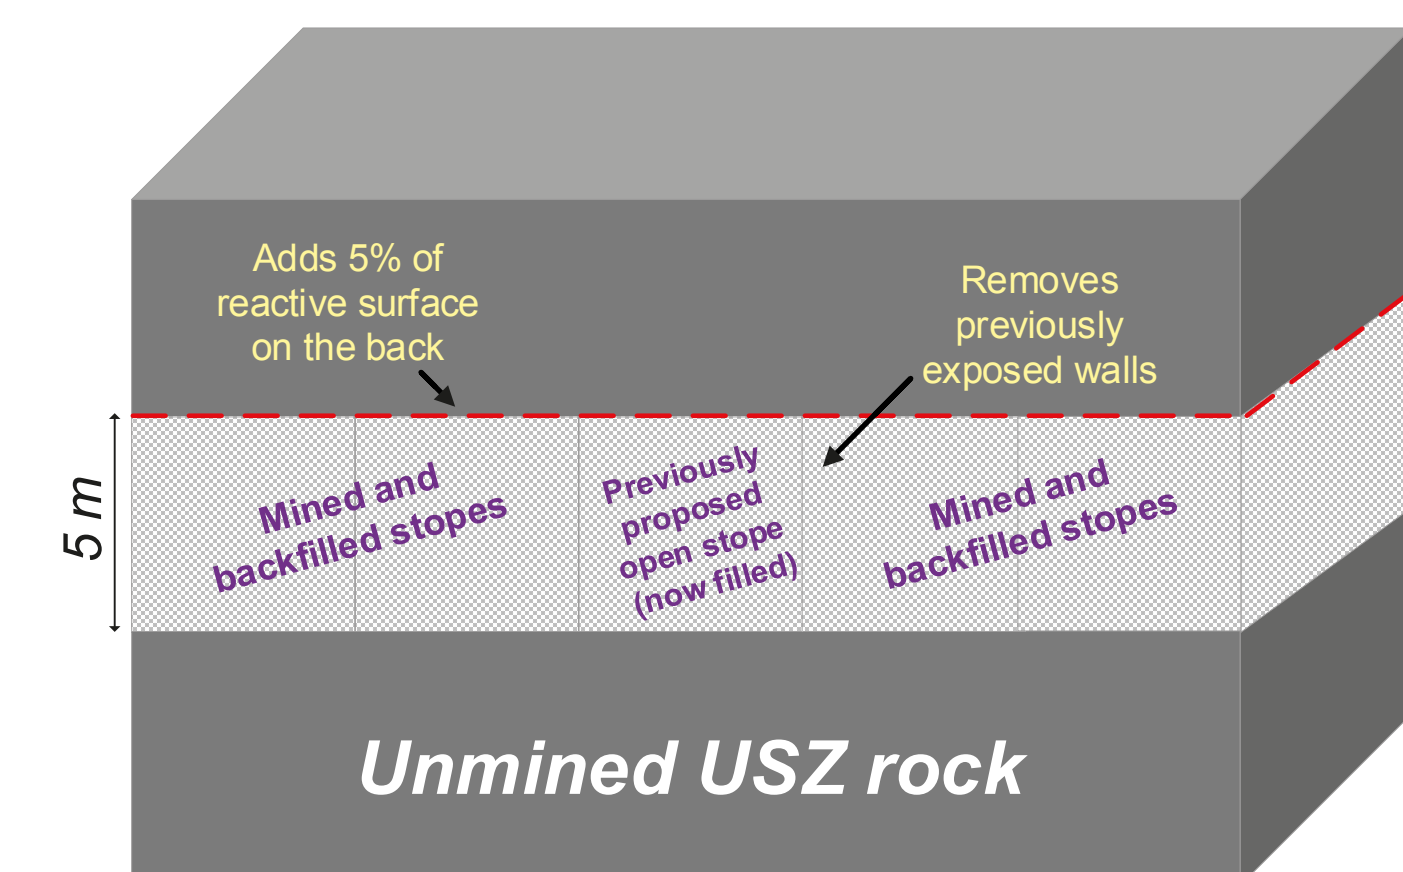 Adds 5% of
reactive surface
on the back
Removes
previously
exposed walls
5 m
Mined and
backfilled stopes
Previously
proposed
open stope
(now filled)
Mined and
backfilled stopes
Unmined USZ rock